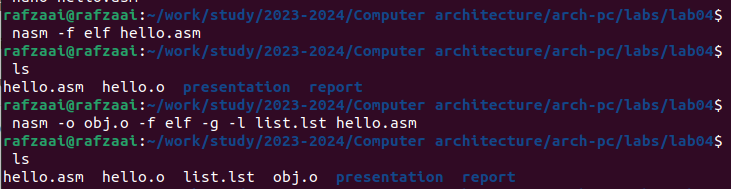 rafzaai@rafzaai:~/work/study/2023-2024/Computer architecture/arch-pc/labs/lab04$
nasm -f elf hello.asm
rafzaai@rafzaai:~/work/study/2023-2024/Computer architecture/arch-pc/labs/lab04$
ls
hello.asm  hello.o  presentation  report
rafzaai@rafzaai:~/work/study/2023-2024/Computer architecture/arch-pc/labs/lab04$
nasm -o obj.o -f elf -g -l list.lst hello.asm
rafzaai@rafzaai:~/work/study/2023-2024/Computer architecture/arch-pc/labs/lab04$
ls
hello.asm  hello.o  list.lst  obj.o  presentation  report